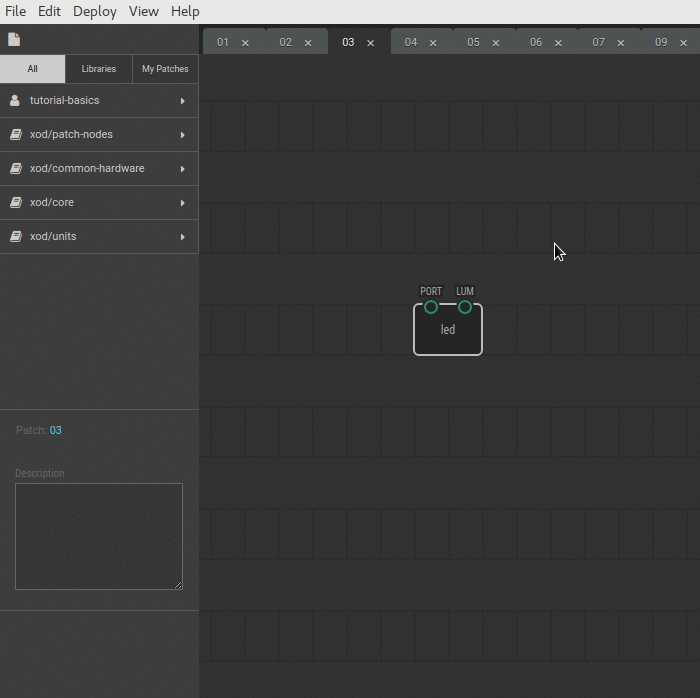 File Edit Deploy View Help
01 × 02 × 03 × 04 × 05 × 06 × 07 × 09 ×
All Libraries My Patches
tutorial-basics
xod/patch-nodes
xod/common-hardware
xod/core
xod/units
PORT LUM
led
Patch: 03
Description